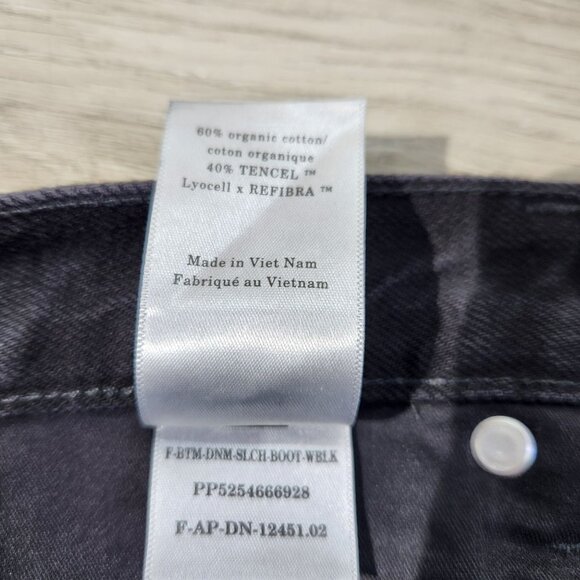 60% organic cotton/
coton organique
40% TENCEL ™
Lyocell x REFIBRA ™
Made in Viet Nam
Fabriqué au Vietnam
F-BTM-DNM-SLCH-BOOT-WBLK
PP5254666928
F-AP-DN-12451.02